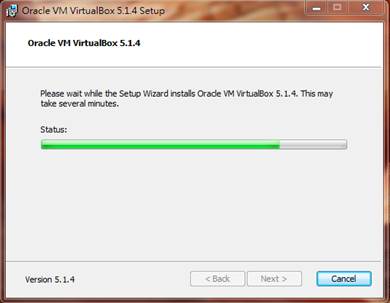 Oracle VM VirtualBox 5.1.4 Setup
Oracle VM VirtualBox 5.1.4
Please wait while the Setup Wizard installs Oracle VM VirtualBox 5.1.4. This may
take several minutes.
Status:
Version 5.1.4
< Back
Next >
Cancel